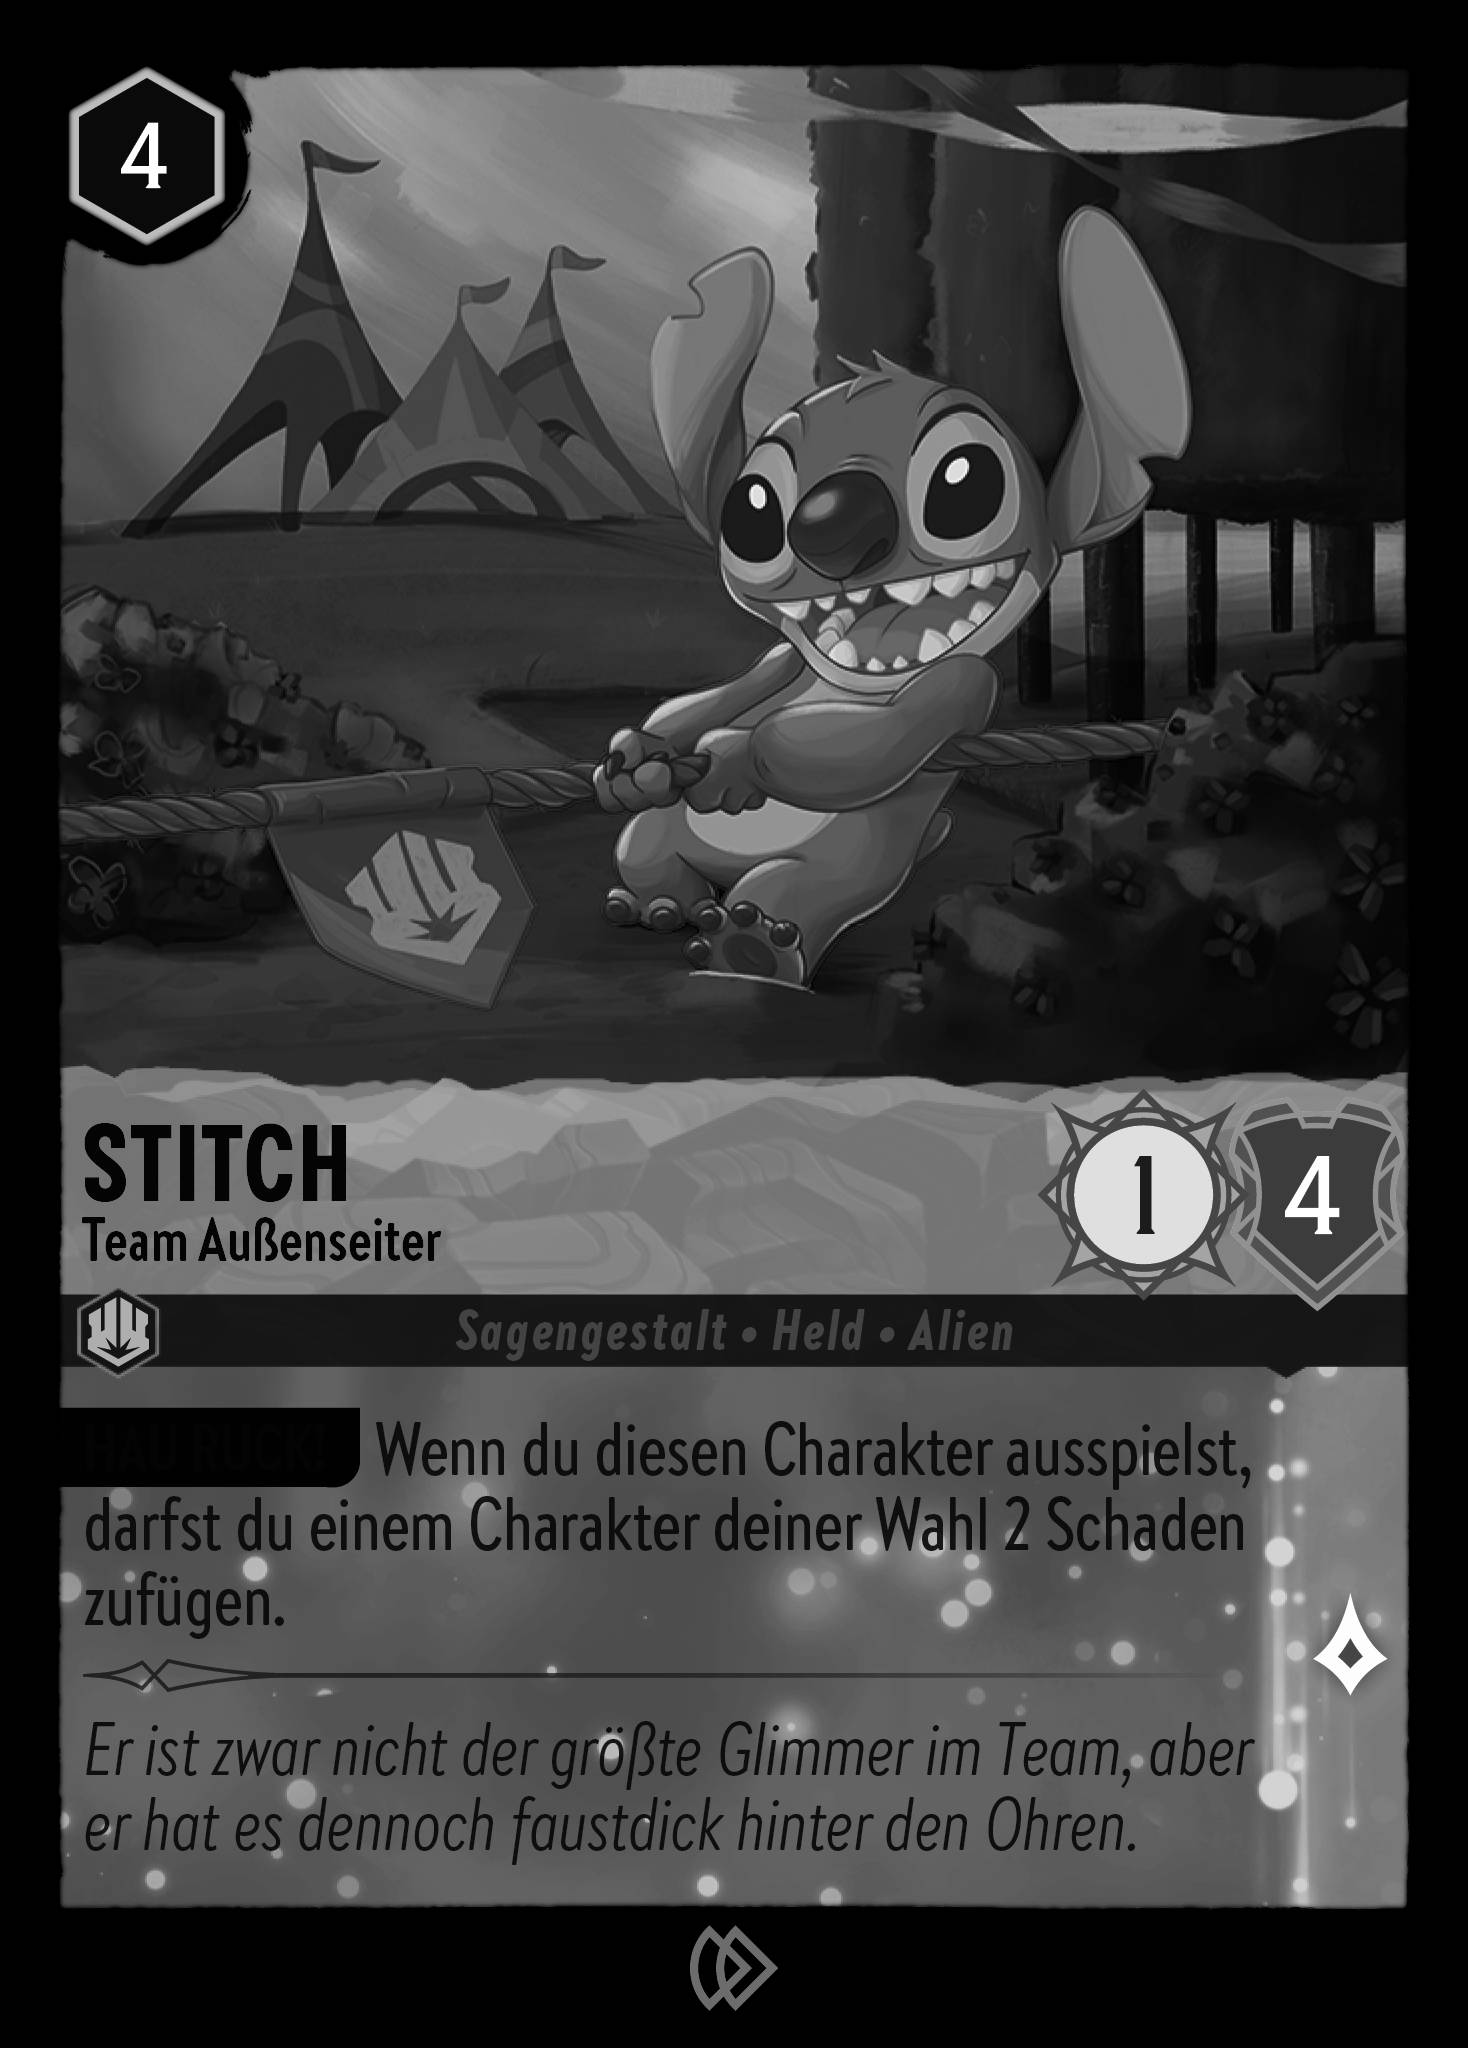 4
STITCH
Team Außenseiter
1
4
Sagengestalt • Held • Alien
HAU RUCK! Wenn du diesen Charakter ausspielst,
darfst du einem Charakter deiner Wahl 2 Schaden
zufügen.
Er ist zwar nicht der größte Glimmer im Team, aber
er hat es dennoch faustdick hinter den Ohren.